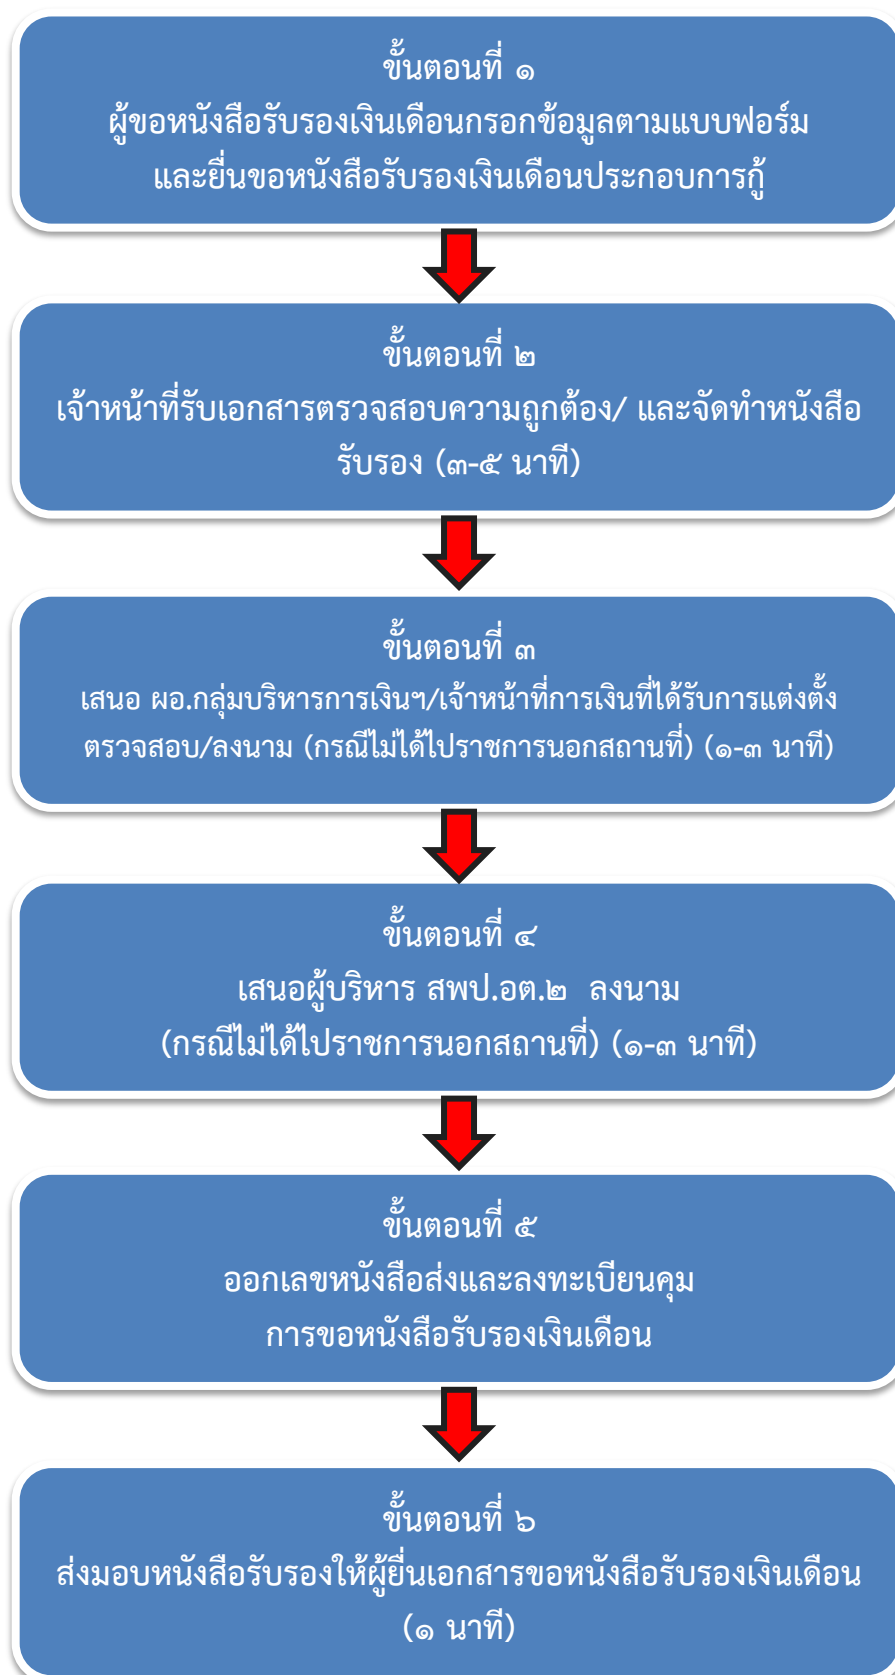 ขั้นตอนที่ ๑
ผู้ขอหนังสือรับรองเงินเดือนกรอกข้อมูลตามแบบฟอร์ม
และยื่นขอหนังสือรับรองเงินเดือนประกอบการกู้
ขั้นตอนที่ ๒
เจ้าหน้าที่รับเอกสารตรวจสอบความถูกต้อง/ และจัดทำหนังสือ
รับรอง (๓-๕ นาที)
ขั้นตอนที่ ๓
เสนอ ผอ.กลุ่มบริหารการเงินฯ/เจ้าหน้าที่การเงินที่ได้รับการแต่งตั้ง
ตรวจสอบ/ลงนาม (กรณีไม่ได้ไปราชการนอกสถานที่) (๑-๓ นาที)
ขั้นตอนที่ ๔
เสนอผู้บริหาร สพป.อต.๒ ลงนาม
(กรณีไม่ได้ไปราชการนอกสถานที่) (๑-๓ นาที)
ขั้นตอนที่ ๕
ออกเลขหนังสือส่งและลงทะเบียนคุม
การขอหนังสือรับรองเงินเดือน
ขั้นตอนที่ ๖
ส่งมอบหนังสือรับรองให้ผู้ยื่นเอกสารขอหนังสือรับรองเงินเดือน
(๑ นาที)